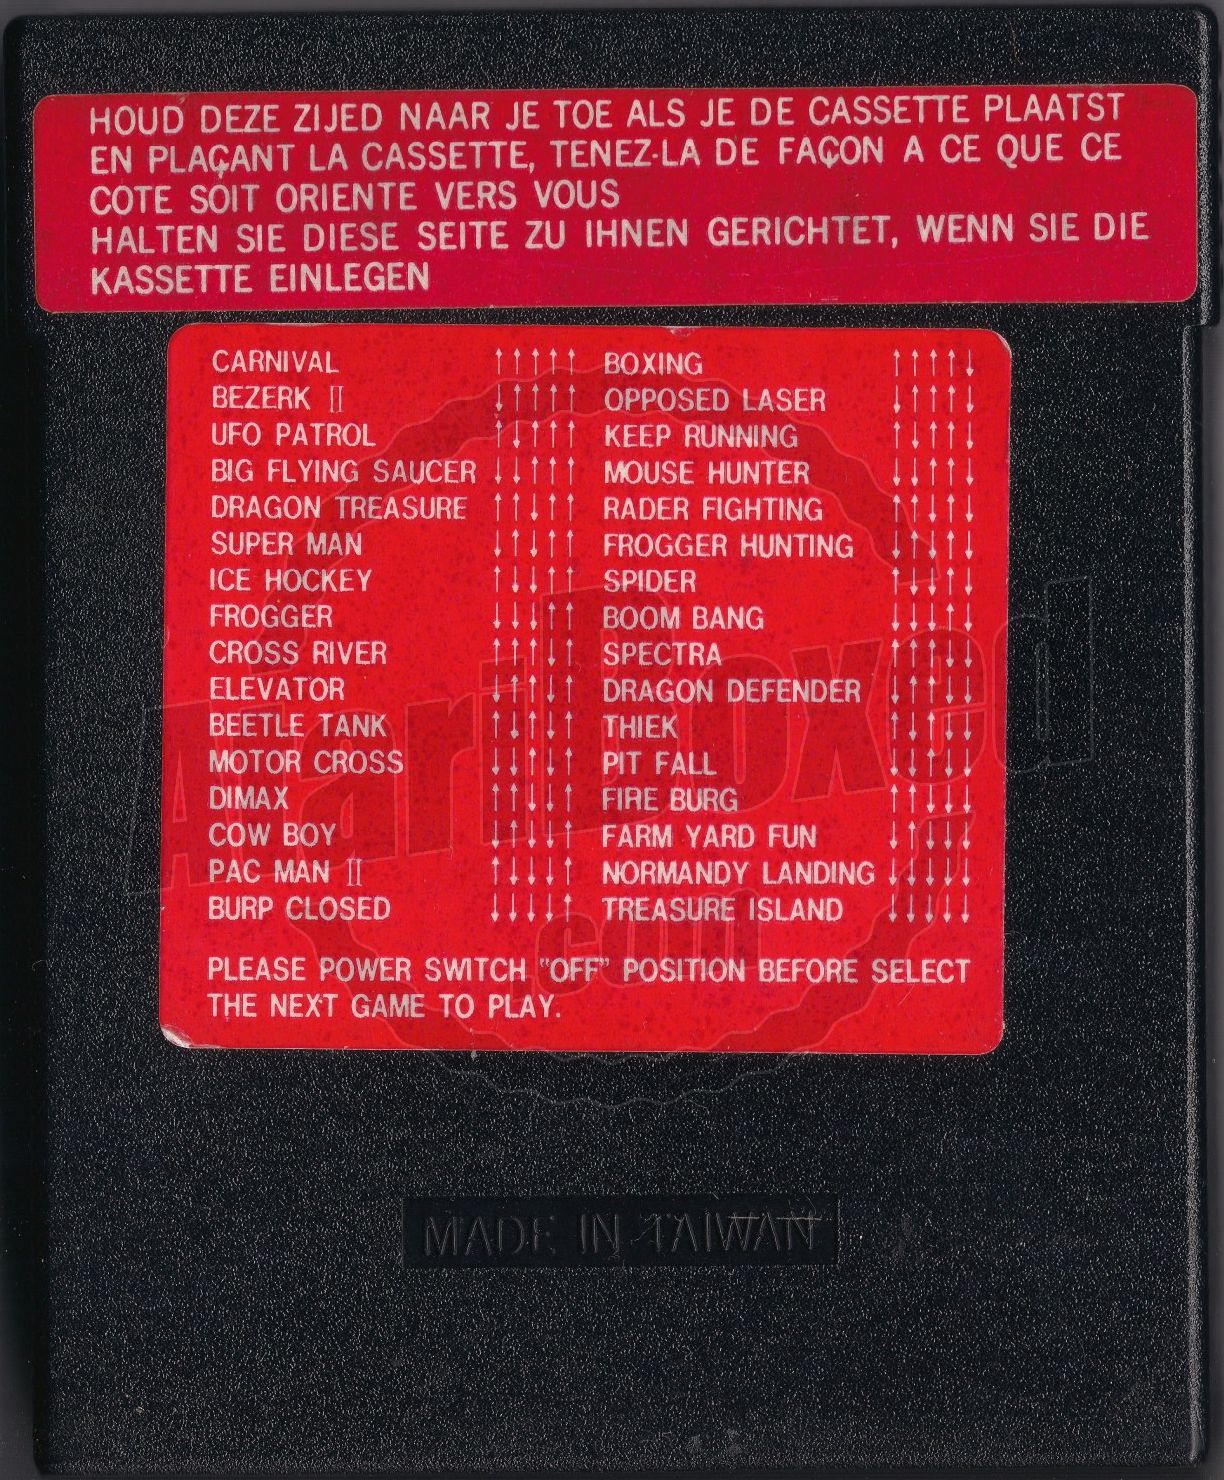 HOUD DEZE ZIJED NAAR JE TOE ALS JE DE CASSETTE PLAATST
EN PLAÇANT LA CASSETTE, TENEZ-LA DE FAÇON A CE QUE CE
COTE SOIT ORIENTE VERS VOUS
HALTEN SIE DIESE SEITE ZU IHNEN GERICHTET, WENN SIE DIE
KASSETTE EINLEGEN
CARNIVAL
BEZERK II
UFO PATROL
BIG FLYING SAUCER
DRAGON TREASURE
SUPER MAN
ICE HOCKEY
FROGGER
CROSS RIVER
ELEVATOR
BEETLE TANK
MOTOR CROSS
DIMAX
COW BOY
PAC MAN II
BURP CLOSED
BOXING
OPPOSED LASER
KEEP RUNNING
MOUSE HUNTER
RADER FIGHTING
FROGGER HUNTING
SPIDER
BOOM BANG
SPECTRA
DRAGON DEFENDER
THIEK
PIT FALL
FIRE BURG
FARM YARD FUN
NORMANDY LANDING
TREASURE ISLAND
PLEASE POWER SWITCH "OFF" POSITION BEFORE SELECT
THE NEXT GAME TO PLAY.
MADE IN TAIWAN
AtariBoxed
.com